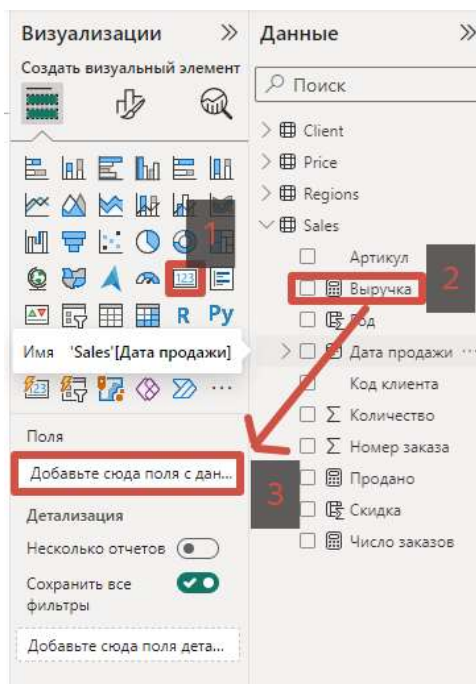 Визуализации
Данные
Создать визуальный элемент
Поиск
Client
Price
Regions
Sales
1
123
R Py
Имя 'Sales'[Дата продажи]
123
Поля
Добавьте сюда поля с дан...
Детализация
Несколько отчетов
Сохранить все
фильтры
Добавьте сюда поля дета...
Артикул
2
Выручка
Год
Дата продажи
Код клиента
Количество
Номер заказа
3
Продано
Скидка
Число заказов